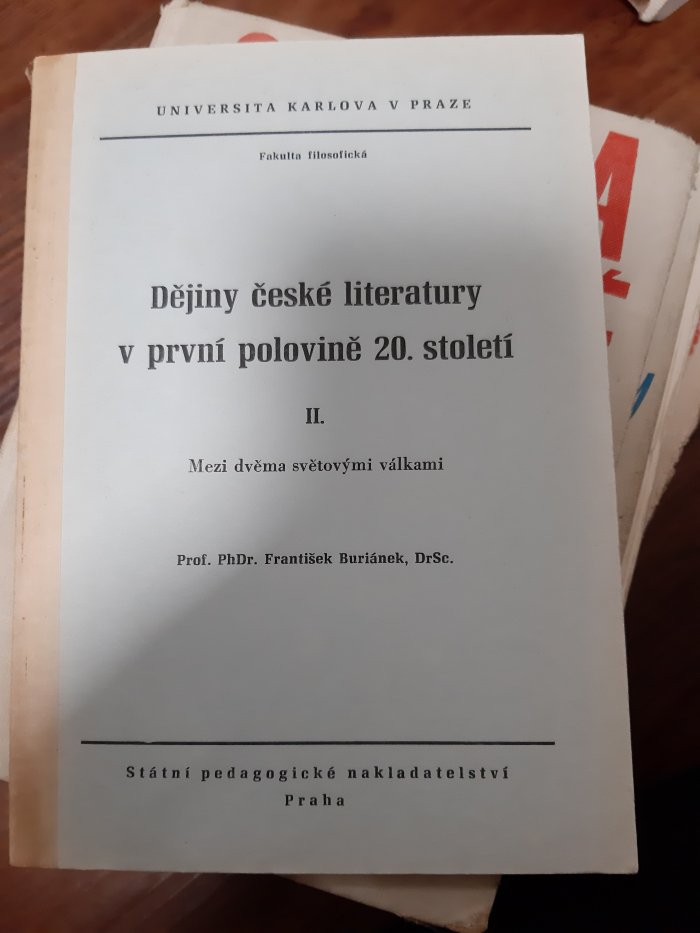 UNIVERSITA KARLOVA V PRAZE
Fakulta filosofická
Dějiny české literatury
v první polovině 20. století
II.
Mezi dvěma světovými válkami
Prof. PhDr. František Buriánek, DrSc.
Státní pedagogické nakladatelství
Praha